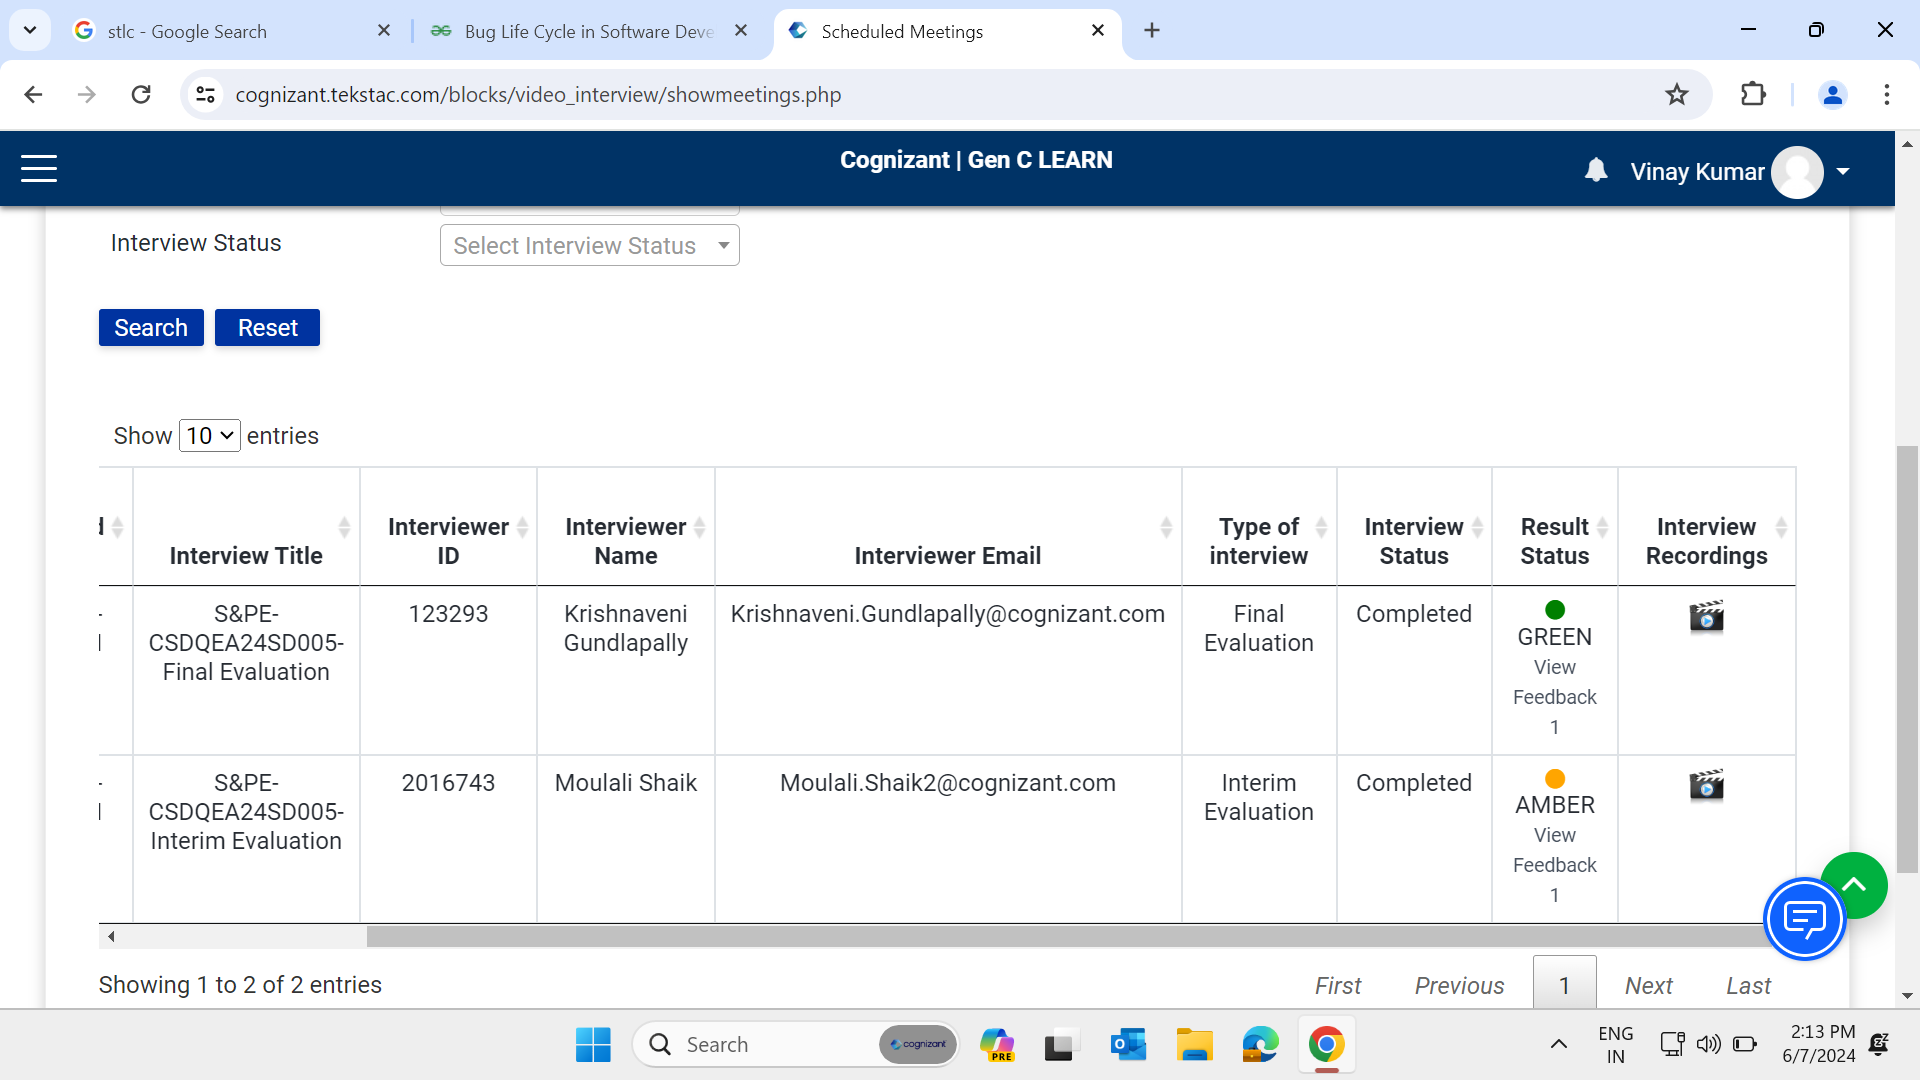 stlc - Google Search
Bug Life Cycle in Software Deve
Scheduled Meetings
cognizant.tekstac.com/blocks/video_interview/showmeetings.php
Cognizant | Gen C LEARN
Vinay Kumar
Interview Status
Select Interview Status
Search Reset
Show 10 entries
Interview Title
Interviewer
ID
Interviewer
Name
Interviewer Email
Type of
interview
Interview
Status
Result
Status
Interview
Recordings
S&PE-
CSDQEA24SD005-
Final Evaluation
123293
Krishnaveni
Gundlapally
Krishnaveni.Gundlapally@cognizant.com
Final
Evaluation
Completed
GREEN
View
Feedback
1
S&PE-
CSDQEA24SD005-
Interim Evaluation
2016743
Moulali Shaik
Moulali.Shaik2@cognizant.com
Interim
Evaluation
Completed
AMBER
View
Feedback
1
Showing 1 to 2 of 2 entries
First Previous 1 Next Last
Search
cognizant
PRE
ENG
IN
2:13 PM
6/7/2024